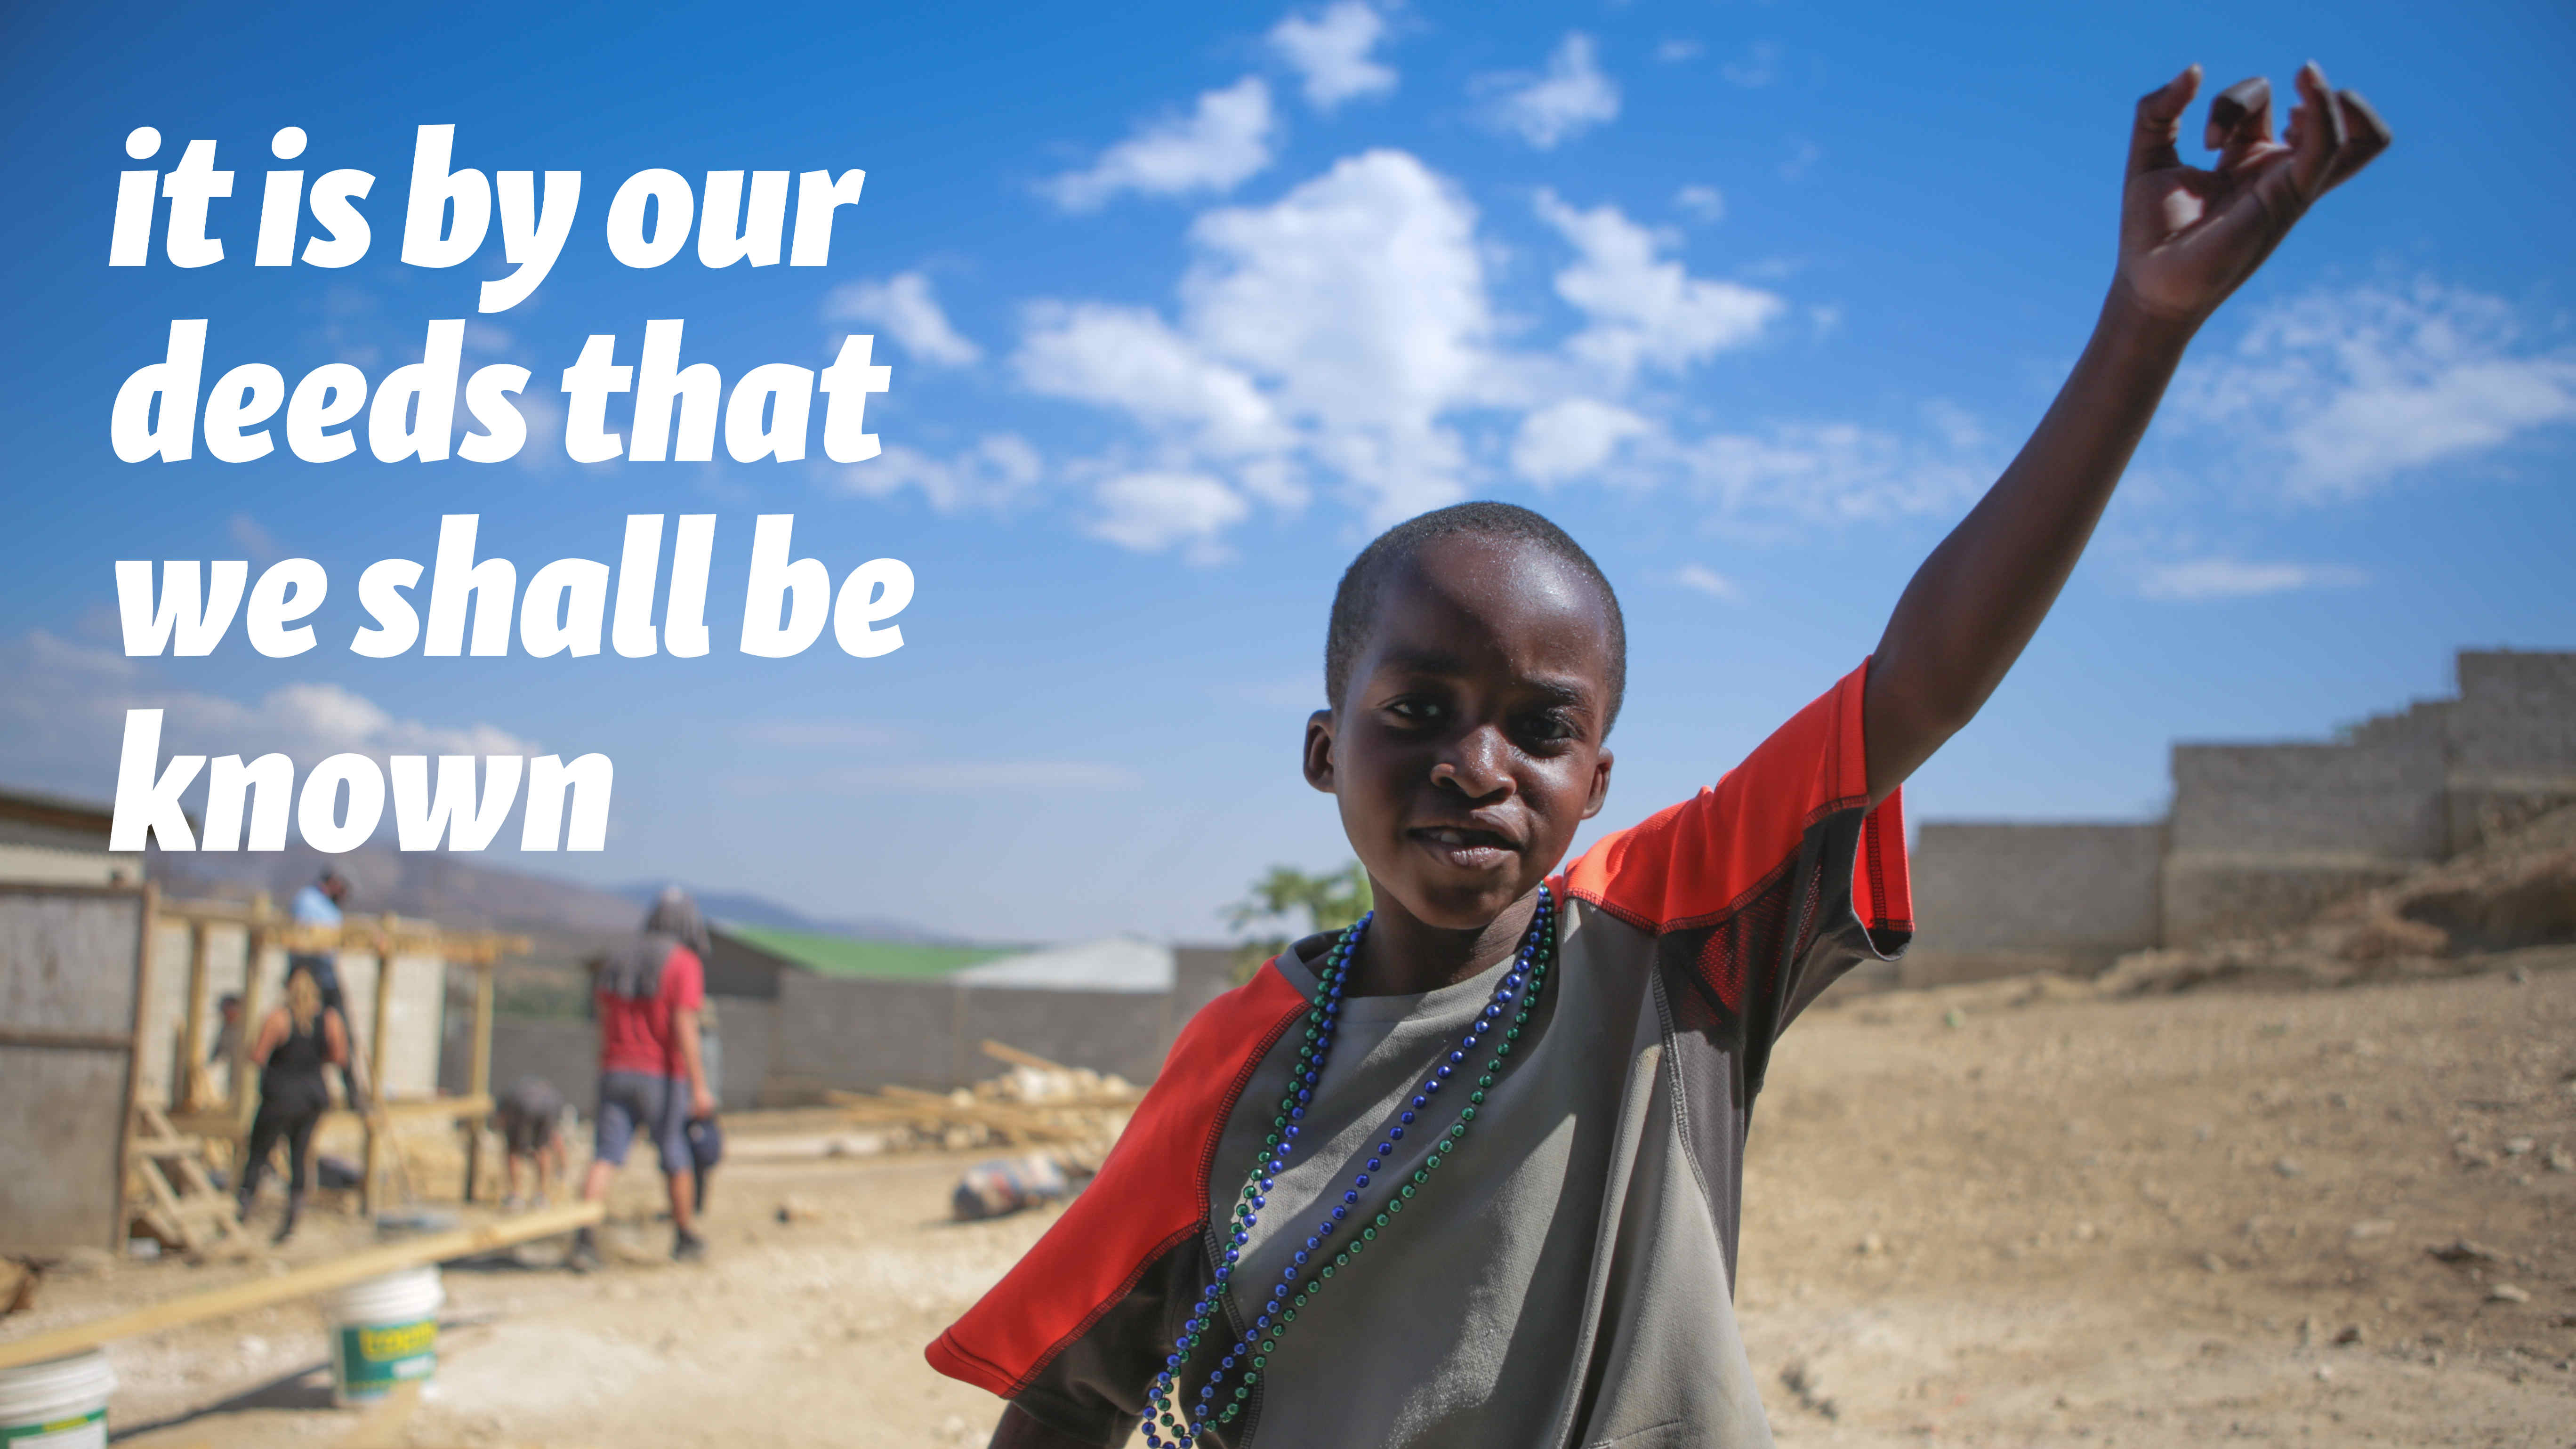 it is by our
deeds that
we shall be
known